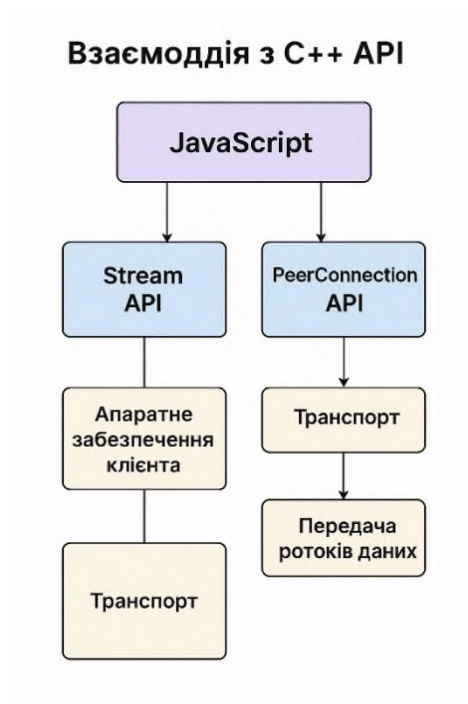 Взаємоддія з C++ API
JavaScript
Stream
API
PeerConnection
API
Апаратне
забезпечення
клієнта
Транспорт
Транспорт
Передача
ротоків даних